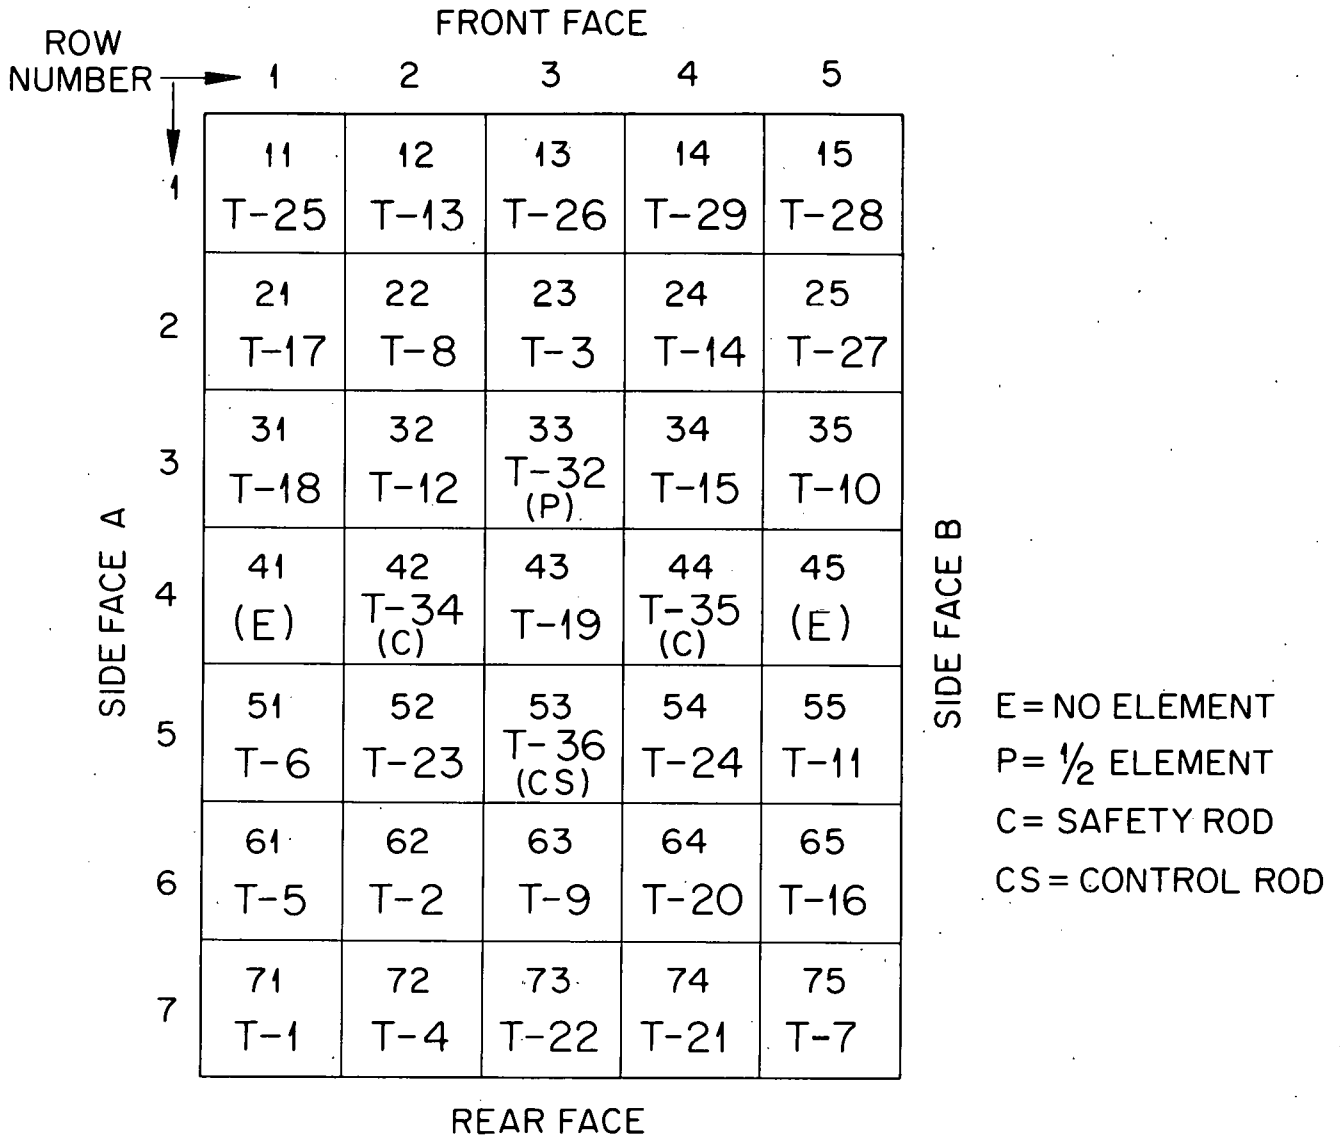 FRONT FACE
ROW
NUMBER
1 2 3 4 5
1
11 12 13 14 15
T-25 T-13 T-26 T-29 T-28
2
21 22 23 24 25
T-17 T-8 T-3 T-14 T-27
3
31 32 33 34 35
T-18 T-12 T-32 T-15 T-10
(P)
SIDE FACE A
4
41 42 43 44 45
(E) T-34 T-19 T-35 (E)
(C) (C)
SIDE FACE B
5
51 52 53 54 55
T-6 T-23 T-36 T-24 T-11
(CS)
6
61 62 63 64 65
T-5 T-2 T-9 T-20 T-16
7
71 72 73 74 75
T-1 T-4 T-22 T-21 T-7
REAR FACE
E = NO ELEMENT
P = ½ ELEMENT
C = SAFETY ROD
CS = CONTROL ROD